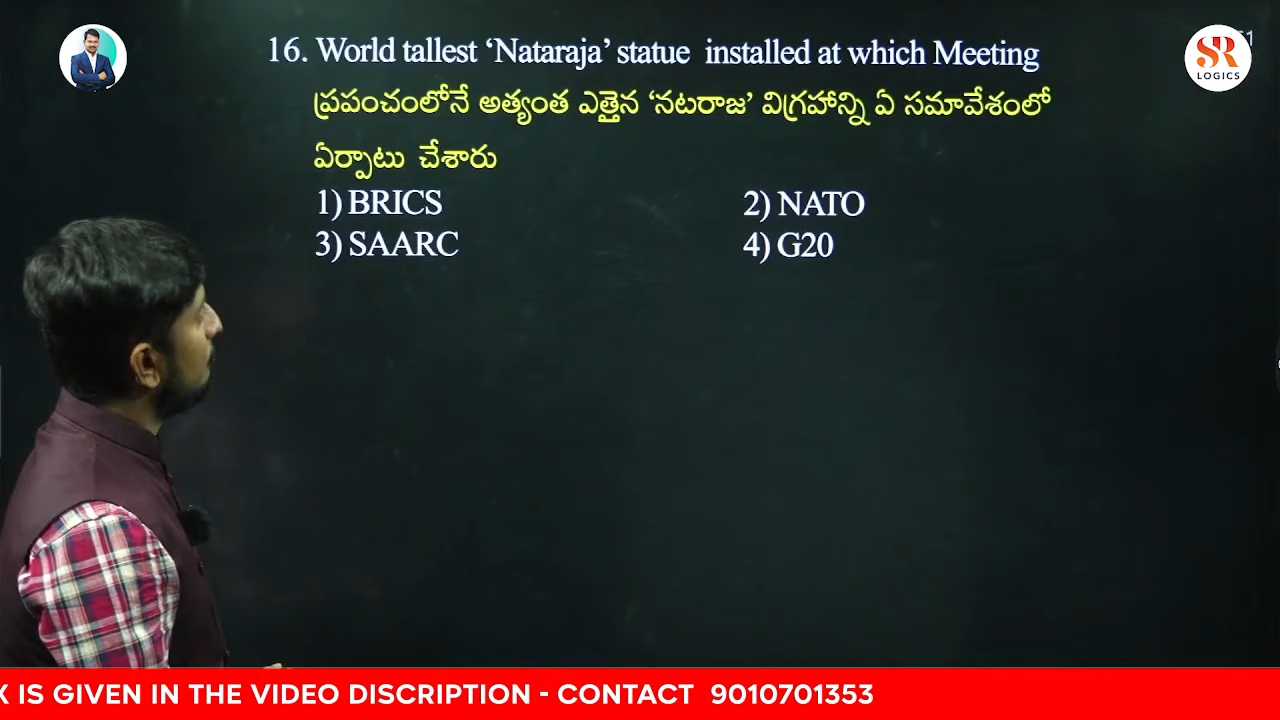 16. World tallest ‘Nataraja’ statue installed at which Meeting
ప్రపంచంలోనే అత్యంత ఎత్తైన ‘నటరాజ’ విగ్రహాన్ని ఏ సమావేశంలో
ఏర్పాటు చేశారు
1) BRICS 2) NATO
3) SAARC 4) G20
SR
LOGICS
IS GIVEN IN THE VIDEO DISCRIPTION - CONTACT 9010701353